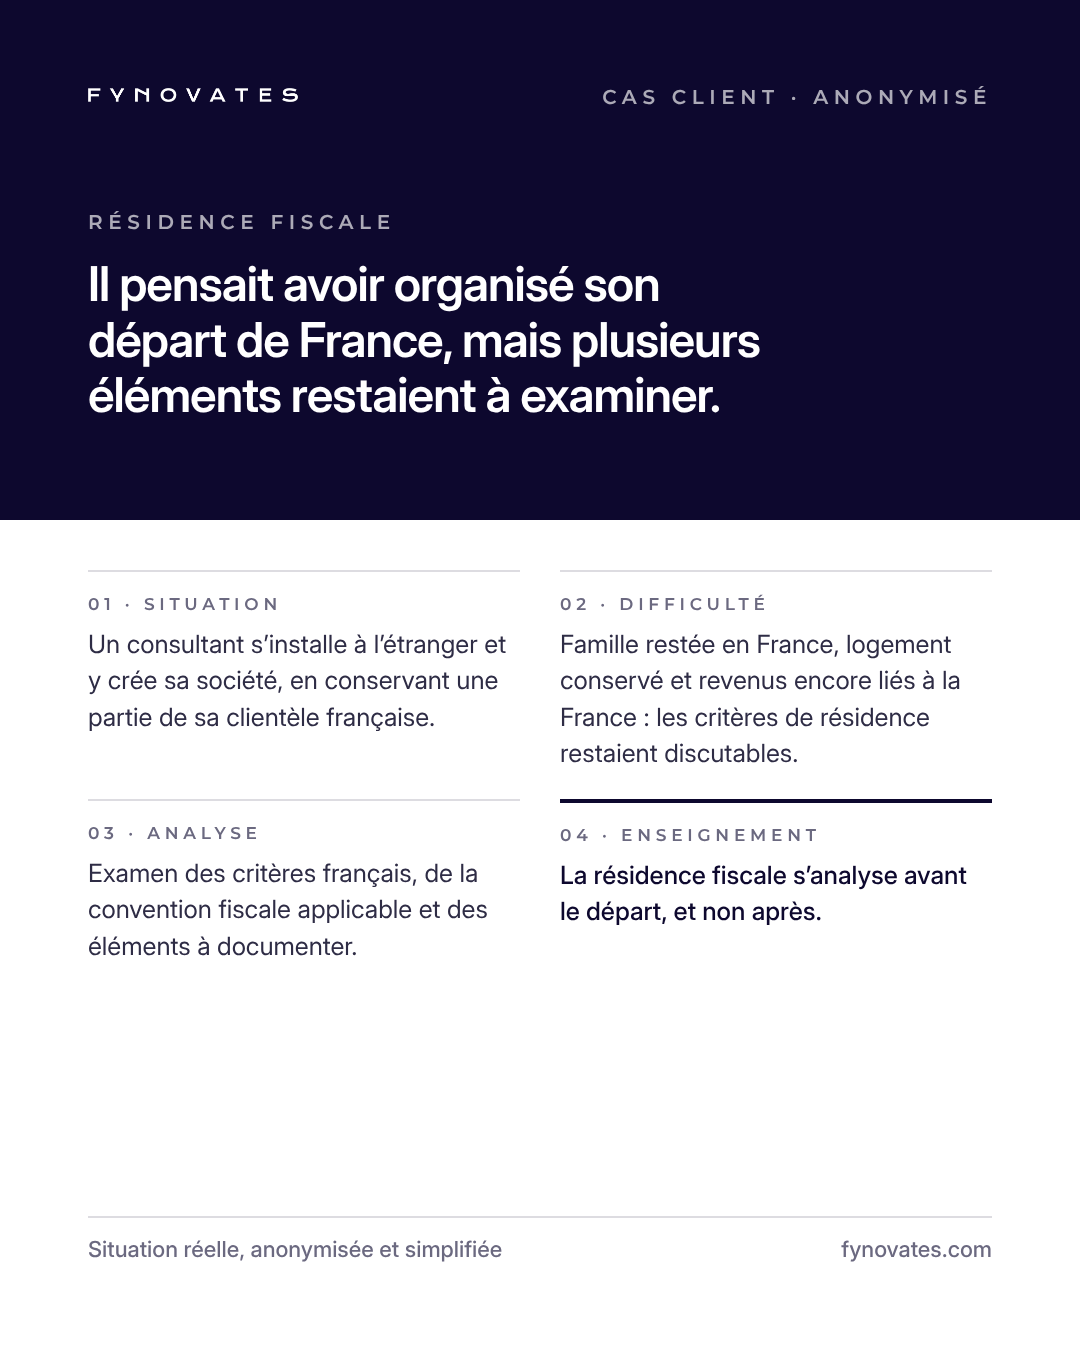 FYNOVATES
CAS CLIENT · ANONYMISÉ
RÉSIDENCE FISCALE
Il pensait avoir organisé son
départ de France, mais plusieurs
éléments restaient à examiner.
01 · SITUATION
Un consultant s’installe à l’étranger et
y crée sa société, en conservant une
partie de sa clientèle française.
02 · DIFFICULTÉ
Famille restée en France, logement
conservé et revenus encore liés à la
France : les critères de résidence
restaient discutables.
03 · ANALYSE
Examen des critères français, de la
convention fiscale applicable et des
éléments à documenter.
04 · ENSEIGNEMENT
La résidence fiscale s’analyse avant
le départ, et non après.
Situation réelle, anonymisée et simplifiée
fynovates.com